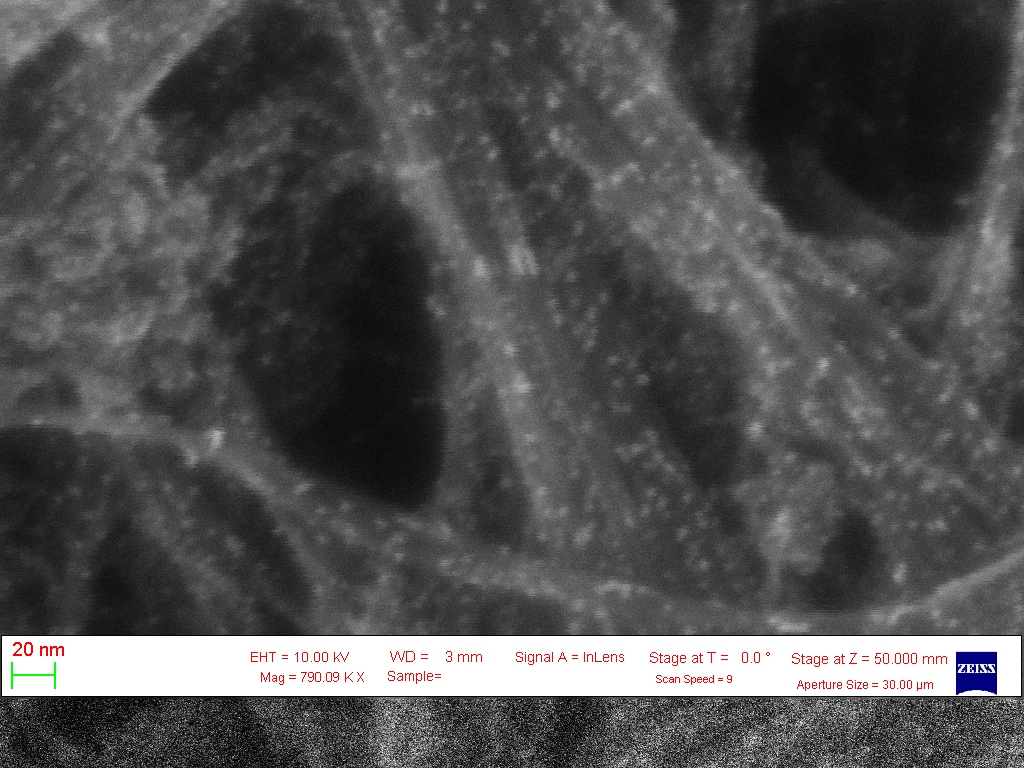 20 nm
EHT = 10.00 kV WD = 3 mm Signal A = InLens Stage at T = 0.0 ° Stage at Z = 50.000 mm
Mag = 790.09 K X Sample= Scan Speed = 9 Aperture Size = 30.00 µm
ZEISS